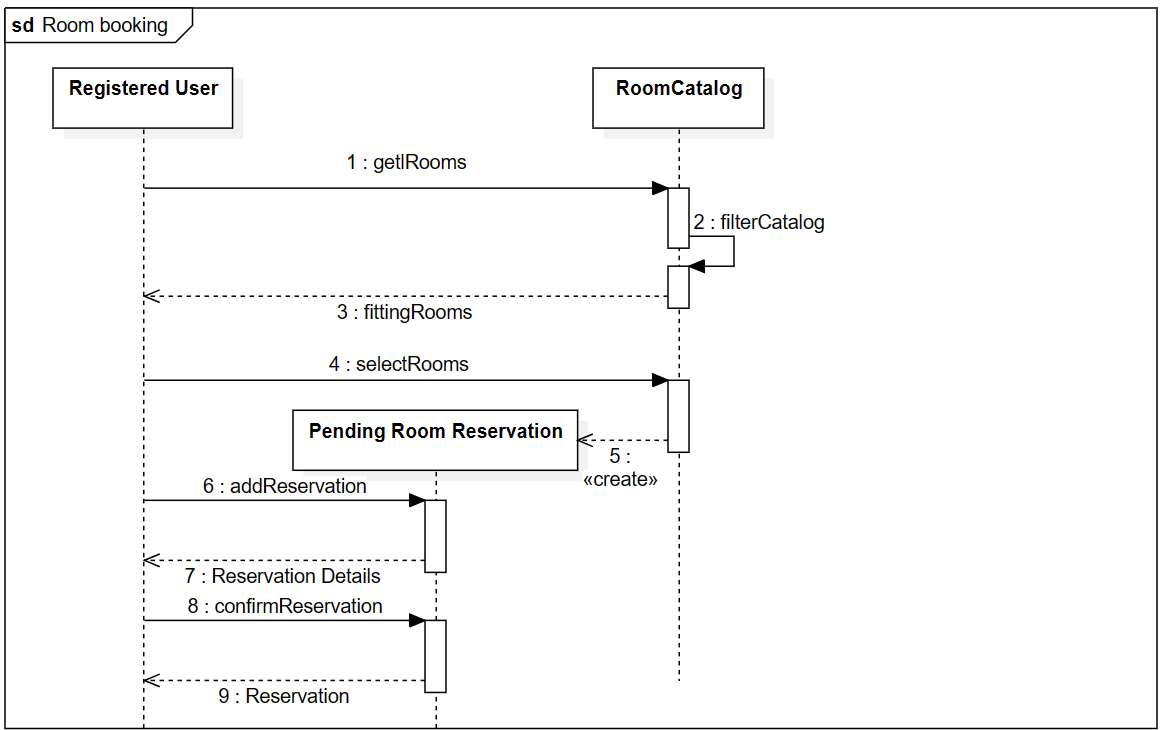 sd Room booking
Registered User
RoomCatalog
1 : getlRooms
2 : filterCatalog
3 : fittingRooms
4 : selectRooms
Pending Room Reservation
5 :
«create»
6 : addReservation
7 : Reservation Details
8 : confirmReservation
9 : Reservation